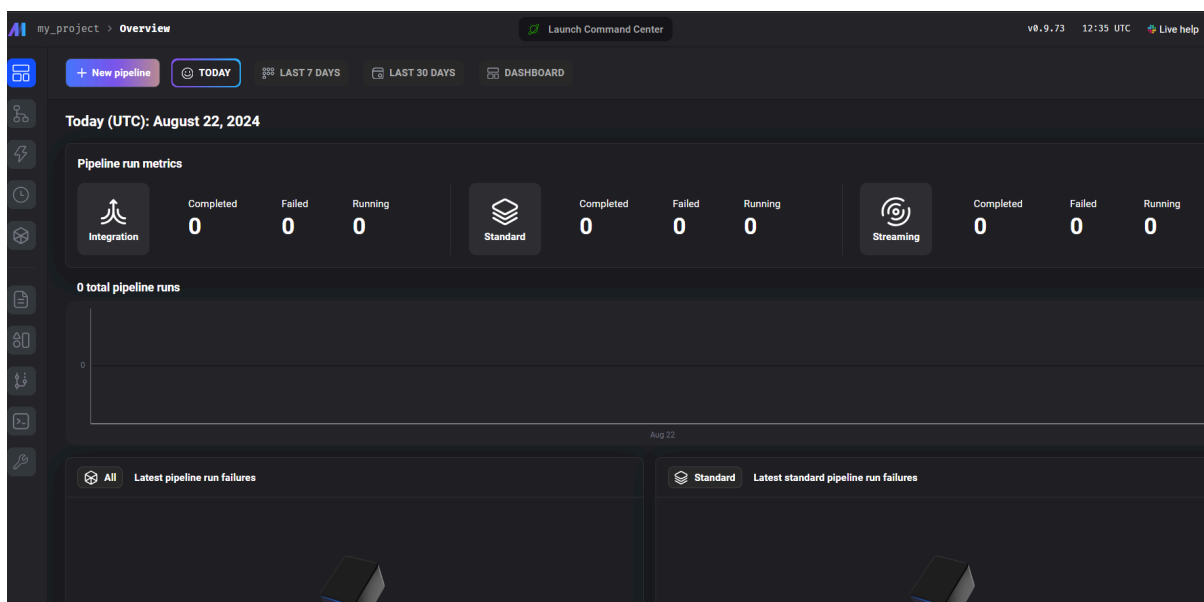 my_project > Overview
Launch Command Center
v0.9.73 12:35 UTC Live help
+ New pipeline TODAY LAST 7 DAYS LAST 30 DAYS DASHBOARD
Today (UTC): August 22, 2024
Pipeline run metrics
Integration
Completed Failed Running
0 0 0
Standard
Completed Failed Running
0 0 0
Streaming
Completed Failed Running
0 0 0
0 total pipeline runs
0
Aug 22
All Latest pipeline run failures
Standard Latest standard pipeline run failures